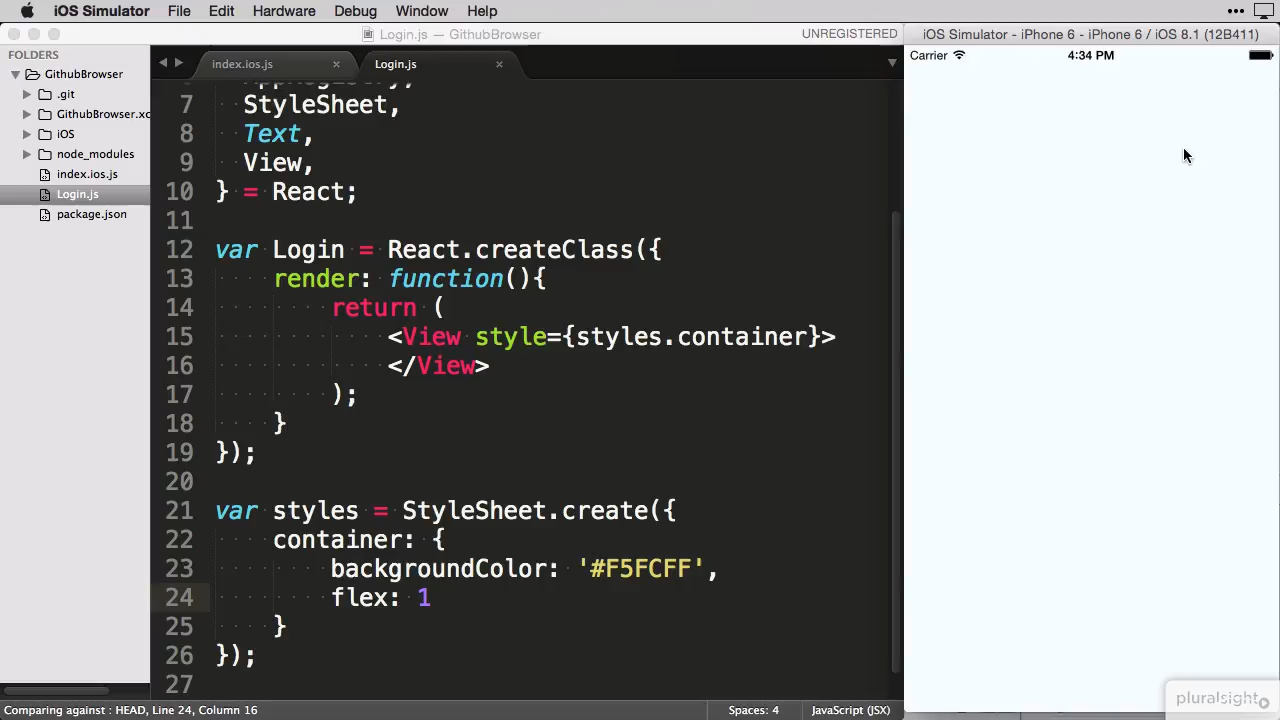 iOS Simulator File Edit Hardware Debug Window Help
Login.js — GithubBrowser UNREGISTERED
iOS Simulator - iPhone 6 - iPhone 6 / iOS 8.1 (12B411)
FOLDERS
GithubBrowser
.git
GithubBrowser.xc
iOS
node_modules
index.ios.js
Login.js
package.json
index.ios.js × Login.js ×
7 StyleSheet,
8 Text,
9 View,
10 } = React;
11
12 var Login = React.createClass({
13 render: function(){
14 return (
15 <View style={styles.container}>
16 </View>
17 );
18 }
19 });
20
21 var styles = StyleSheet.create({
22 container: {
23 backgroundColor: '#F5FCFF',
24 flex: 1
25 }
26 });
27
Carrier 4:34 PM
Comparing against : HEAD, Line 24, Column 16 Spaces: 4 JavaScript (JSX)
pluralsight